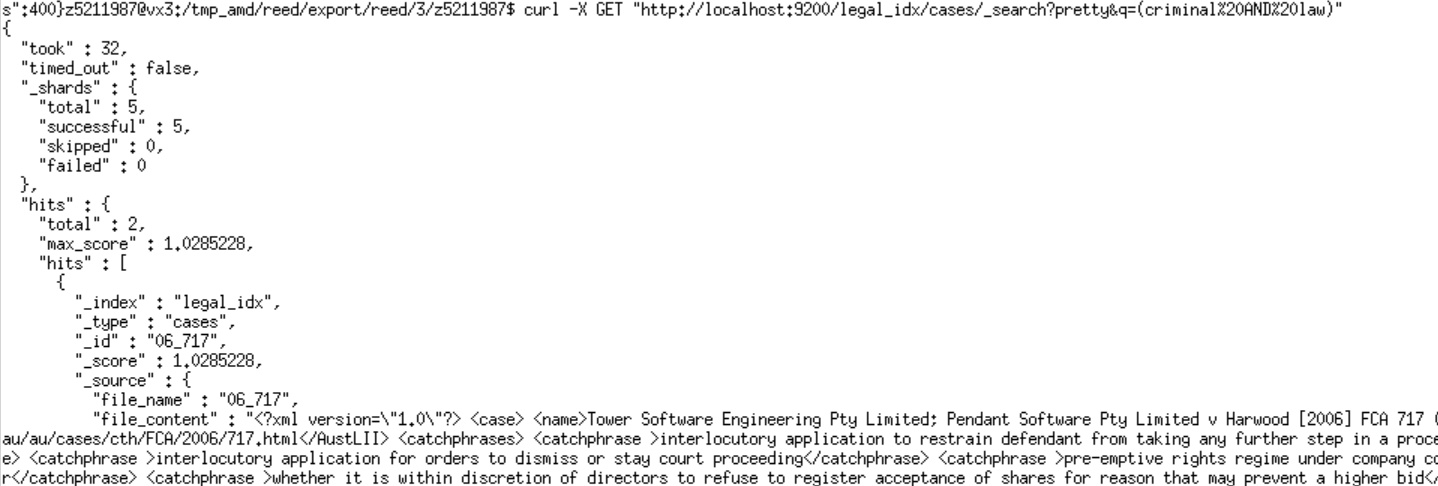 s":400}z5211987@vx3:/tmp_amd/reed/export/reed/3/z5211987$ curl -X GET "http://localhost:9200/legal_idx/cases/_search?pretty&q=(criminal%20AND%20law)"
{
  "took" : 32,
  "timed_out" : false,
  "_shards" : {
    "total" : 5,
    "successful" : 5,
    "skipped" : 0,
    "failed" : 0
  },
  "hits" : {
    "total" : 2,
    "max_score" : 1.0285228,
    "hits" : [
      {
        "_index" : "legal_idx",
        "_type" : "cases",
        "_id" : "06_717",
        "_score" : 1.0285228,
        "_source" : {
          "file_name" : "06_717",
          "file_content" : "<?xml version=\"1.0\"?> <case> <name>Tower Software Engineering Pty Limited; Pendant Software Pty Limited v Harwood [2006] FCA 717 (
au/au/cases/cth/FCA/2006/717.html</AustLII> <catchphrases> <catchphrase >interlocutory application to restrain defendant from taking any further step in a proce
e> <catchphrase >interlocutory application for orders to dismiss or stay court proceeding</catchphrase> <catchphrase >pre-emptive rights regime under company co
r</catchphrase> <catchphrase >whether it is within discretion of directors to refuse to register acceptance of shares for reason that may prevent a higher bid</